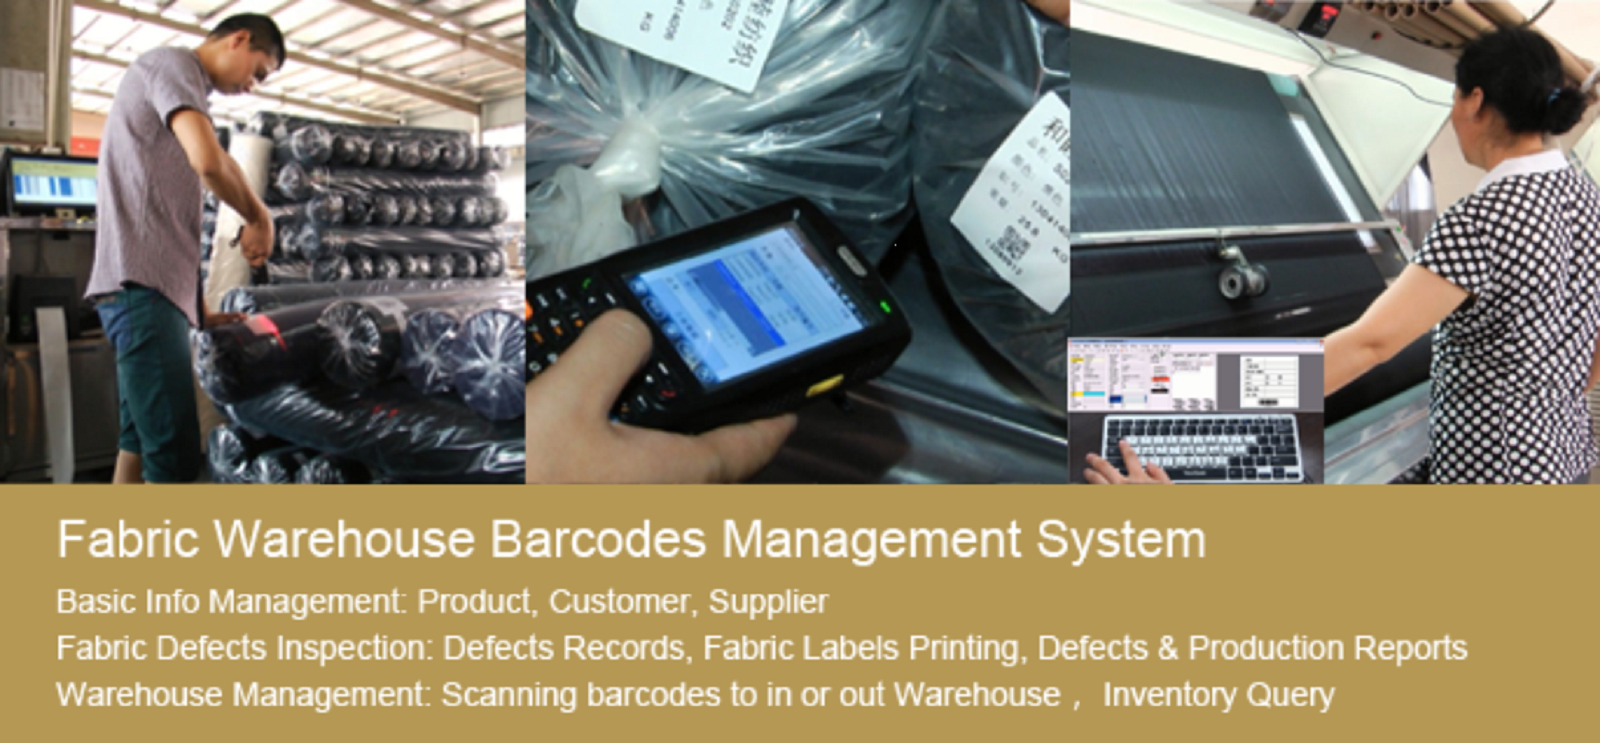 KG
Fabric Warehouse Barcodes Management System
Basic Info Management: Product, Customer, Supplier
Fabric Defects Inspection: Defects Records, Fabric Labels Printing, Defects & Production Reports
Warehouse Management: Scanning barcodes to in or out Warehouse ，Inventory Query